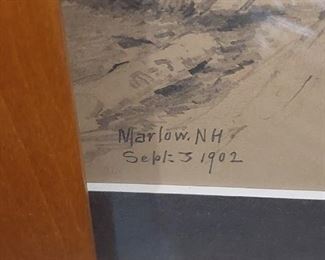 Marlow. NH
Sept. 3 1902